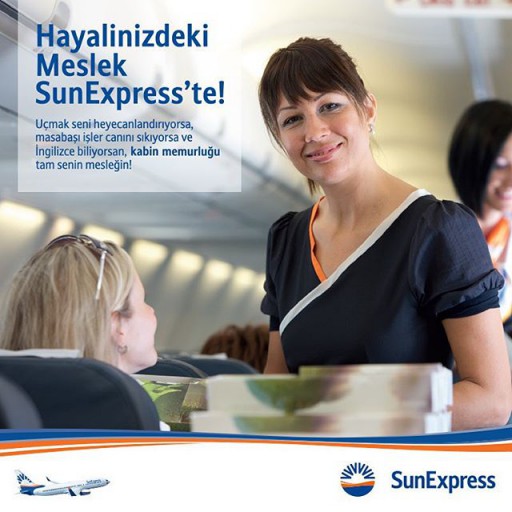 Hayalinizdeki
Meslek
SunExpress'te!
Uçmak seni heyecanlandırıyorsa,
masabaşı işler canını sıkıyorsa ve
İngilizce biliyorsan, kabin memurluğu
tam senin mesleğin!
SunExpress